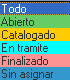 Todo
Abierto
Catalogado
En tramite
Finalizado
Sin asignar